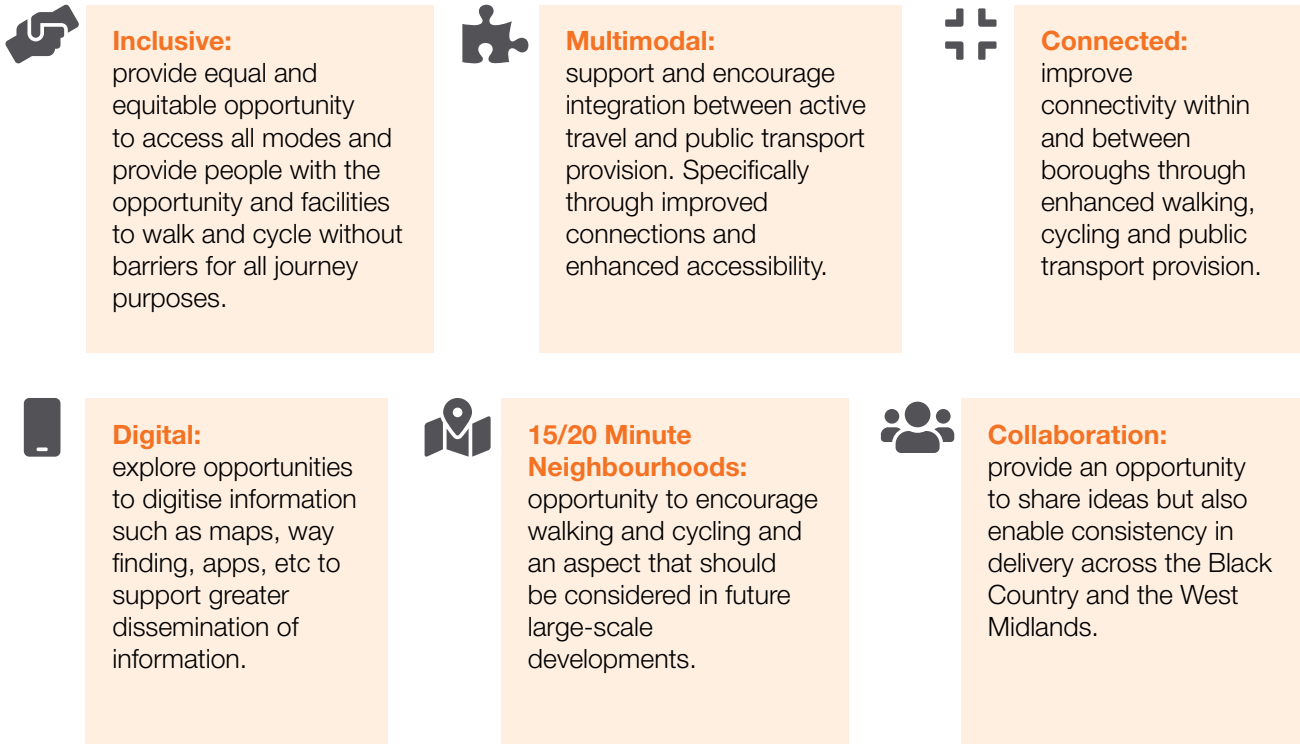 Inclusive:
provide equal and
equitable opportunity
to access all modes and
provide people with the
opportunity and facilities
to walk and cycle without
barriers for all journey
purposes.
Multimodal:
support and encourage
integration between active
travel and public transport
provision. Specifically
through improved
connections and
enhanced accessibility.
Connected:
improve
connectivity within
and between
boroughs through
enhanced walking,
cycling and public
transport provision.
Digital:
explore opportunities
to digitise information
such as maps, way
finding, apps, etc to
support greater
dissemination of
information.
15/20 Minute
Neighbourhoods:
opportunity to encourage
walking and cycling and
an aspect that should
be considered in future
large-scale
developments.
Collaboration:
provide an opportunity
to share ideas but also
enable consistency in
delivery across the Black
Country and the West
Midlands.